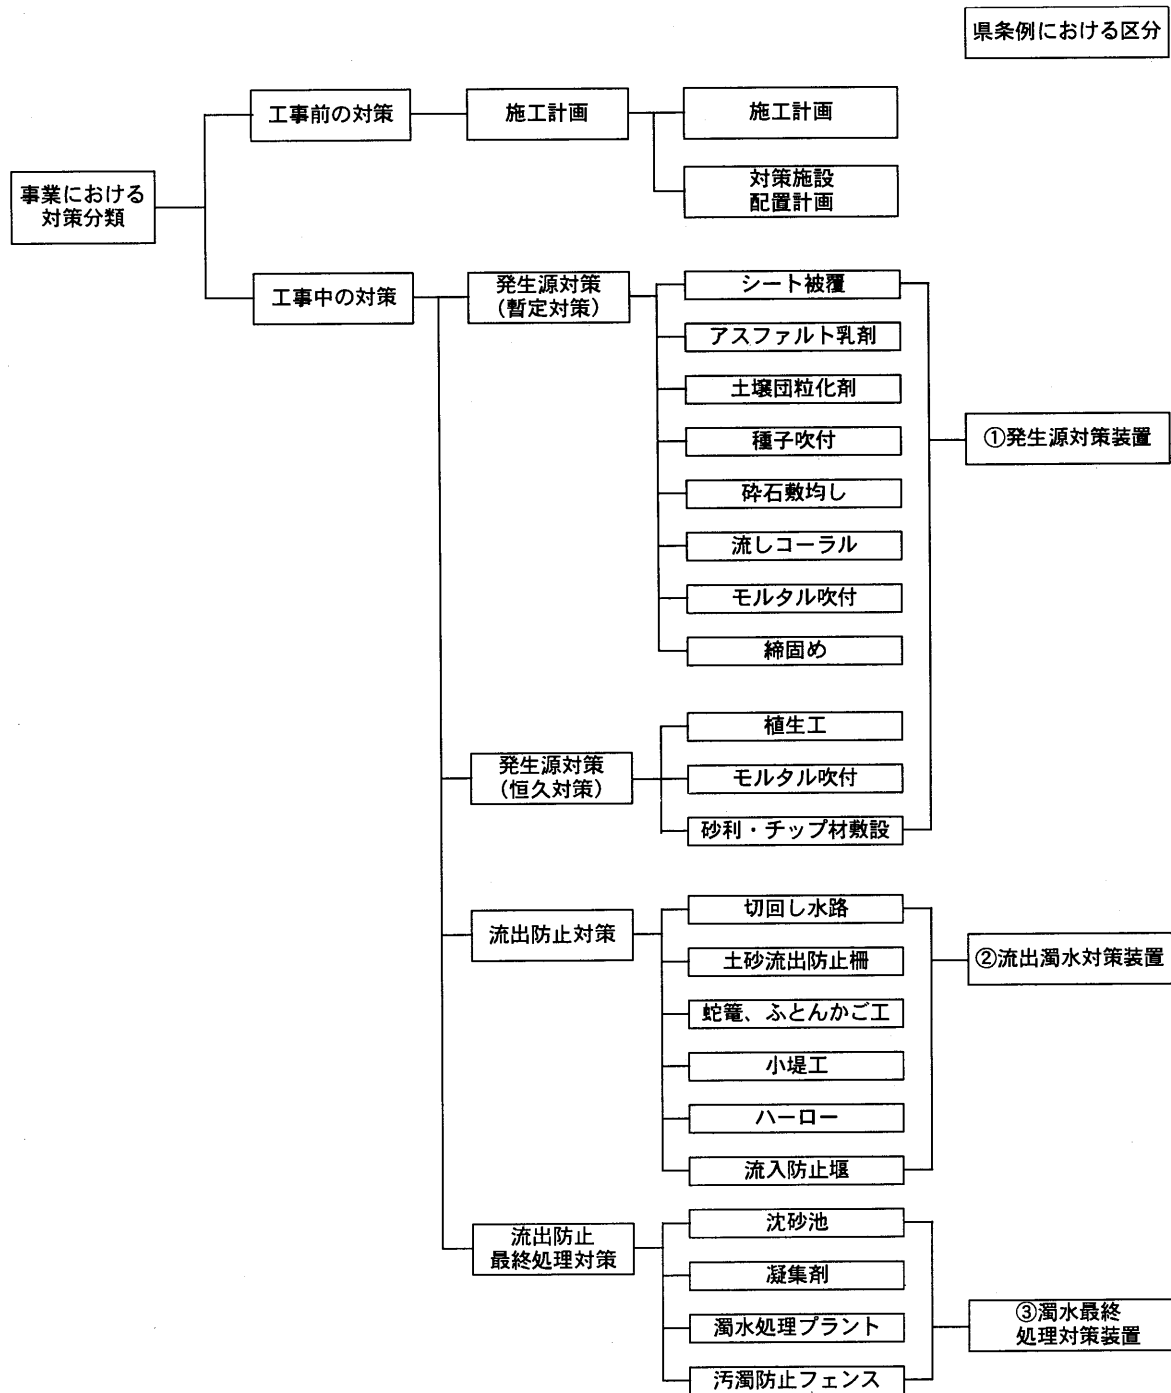 県条例における区分
工事前の対策
施工計画
施工計画
対策施設
配置計画
事業における
対策分類
工事中の対策
発生源対策
（暫定対策）
シート被覆
アスファルト乳剤
土壌団粒化剤
種子吹付
砕石敷均し
流しコーラル
モルタル吹付
締固め
①発生源対策装置
発生源対策
（恒久対策）
植生工
モルタル吹付
砂利・チップ材敷設
流出防止対策
切回し水路
土砂流出防止柵
蛇篭、ふとんかご工
小堤工
ハーロー
流入防止堰
②流出濁水対策装置
流出防止
最終処理対策
沈砂池
凝集剤
濁水処理プラント
汚濁防止フェンス
③濁水最終
処理対策装置